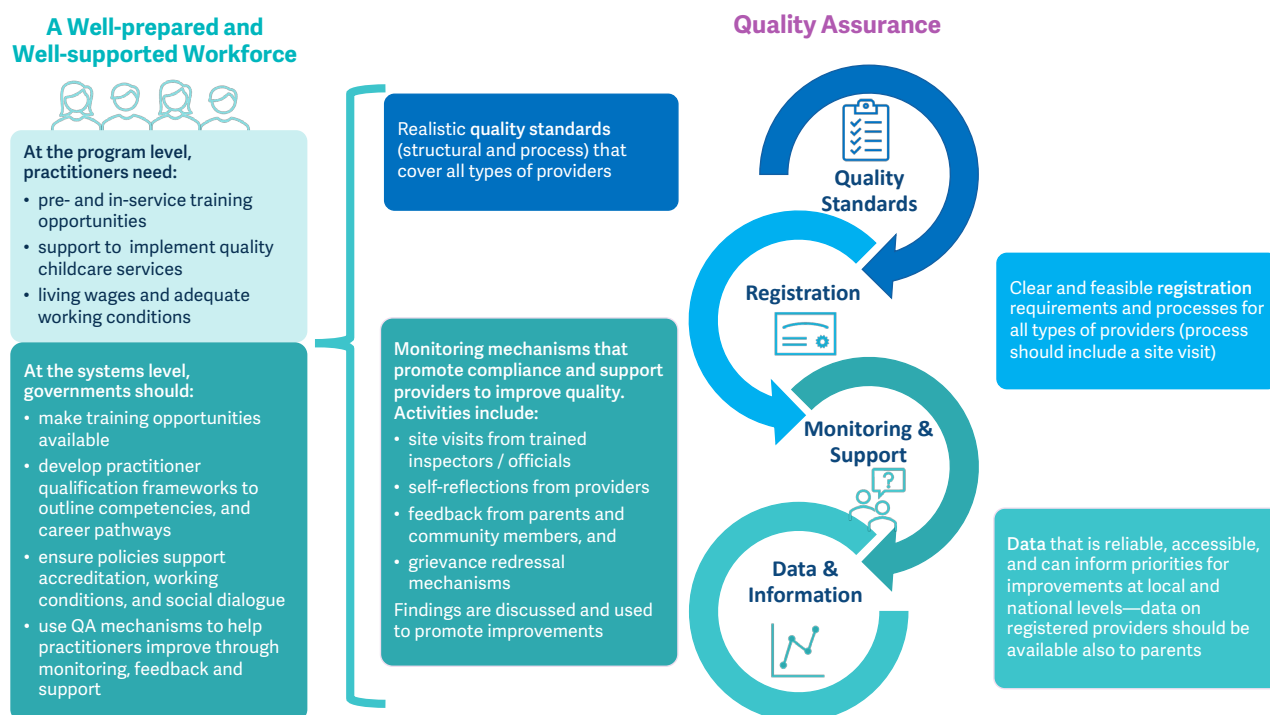 A Well-prepared and
Well-supported Workforce
At the program level,
practitioners need:
• pre- and in-service training
opportunities
• support to implement quality
childcare services
• living wages and adequate
working conditions
At the systems level,
governments should:
• make training opportunities
available
• develop practitioner
qualification frameworks to
outline competencies, and
career pathways
• ensure policies support
accreditation, working
conditions, and social dialogue
• use QA mechanisms to help
practitioners improve through
monitoring, feedback and
support
Quality Assurance
Realistic quality standards
(structural and process) that
cover all types of providers
Monitoring mechanisms that
promote compliance and support
providers to improve quality.
Activities include:
• site visits from trained
inspectors / officials
• self-reflections from providers
• feedback from parents and
community members, and
• grievance redressal
mechanisms
Findings are discussed and used
to promote improvements
Quality
Standards
Registration
Monitoring &
Support
?
Data &
Information
Clear and feasible registration
requirements and processes for
all types of providers (process
should include a site visit)
Data that is reliable, accessible,
and can inform priorities for
improvements at local and
national levels—data on
registered providers should be
available also to parents